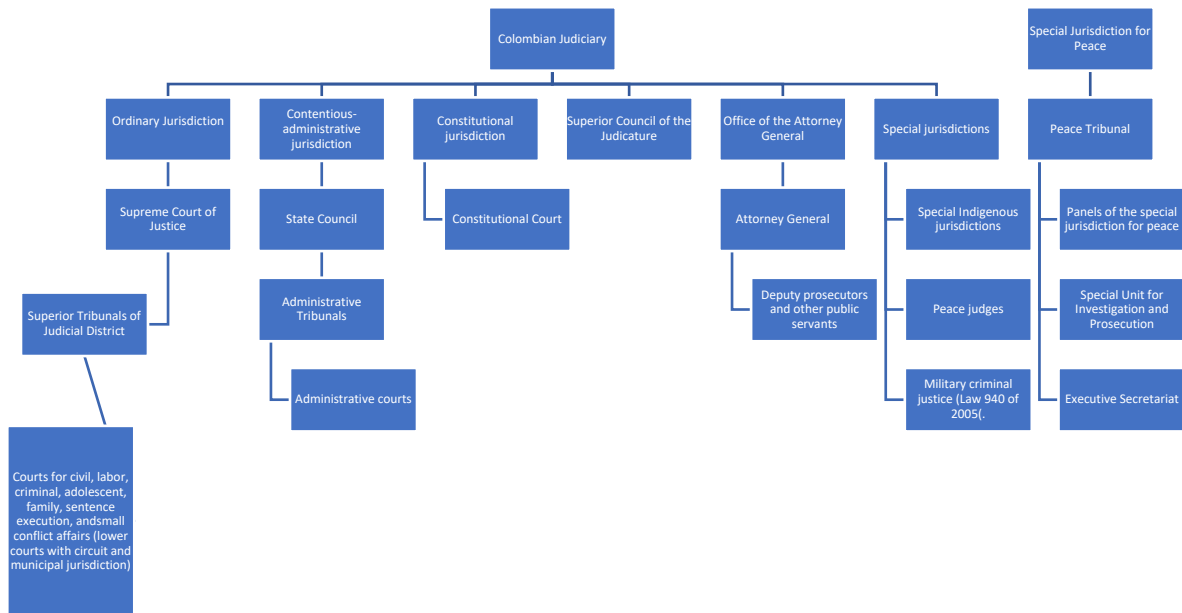 Colombian Judiciary
Special Jurisdiction for
Peace
Ordinary Jurisdiction
Contentious-
administrative
jurisdiction
Constitutional
jurisdiction
Superior Council of the
Judicature
Office of the Attorney
General
Special jurisdictions
Peace Tribunal
Supreme Court of
Justice
State Council
Constitutional Court
Attorney General
Special Indigenous
jurisdictions
Panels of the special
jurisdiction for peace
Superior Tribunals of
Judicial District
Administrative
Tribunals
Deputy prosecutors
and other public
servants
Peace judges
Special Unit for
Investigation and
Prosecution
Administrative courts
Military criminal
justice (Law 940 of
2005(.
Executive Secretariat
Courts for civil, labor,
criminal, adolescent,
family, sentence
execution, andsmall
conflict affairs (lower
courts with circuit and
municipal jurisdiction)